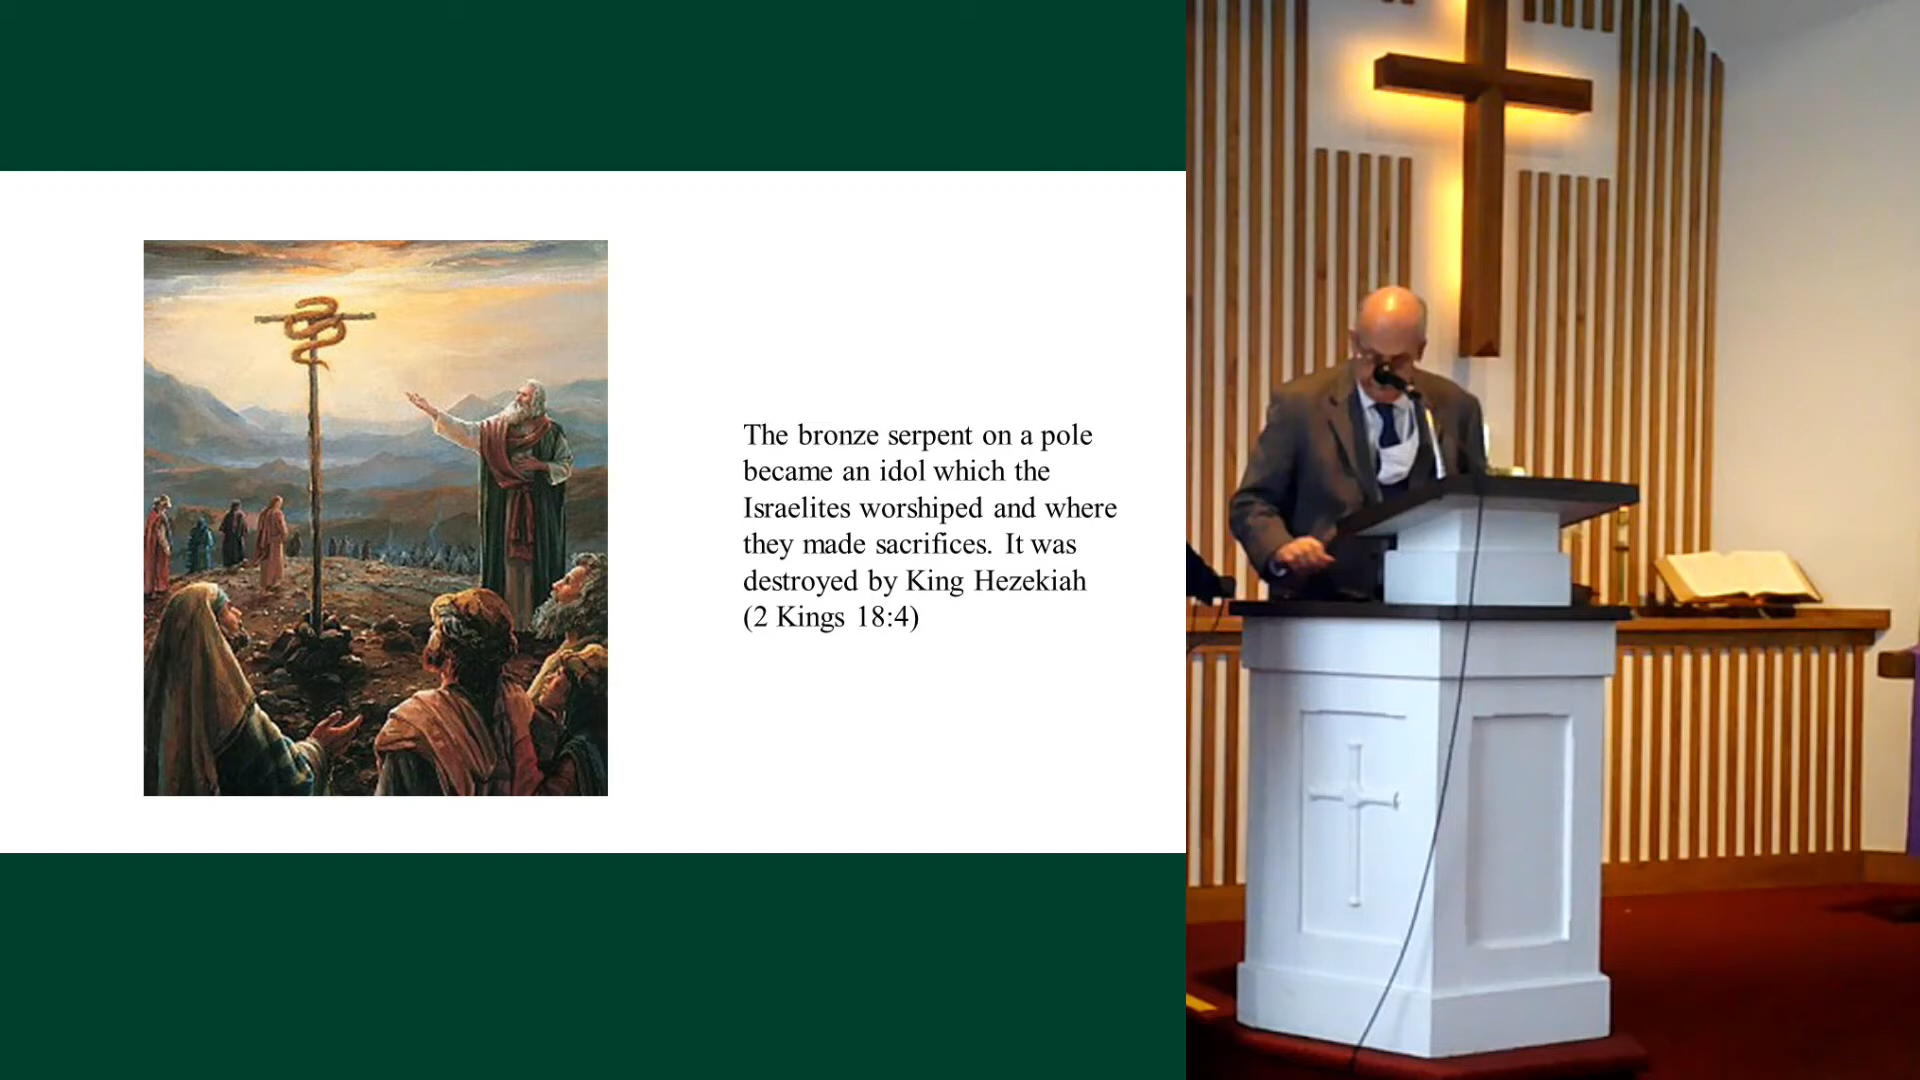 The bronze serpent on a pole
became an idol which the
Israelites worshiped and where
they made sacrifices. It was
destroyed by King Hezekiah
(2 Kings 18:4)